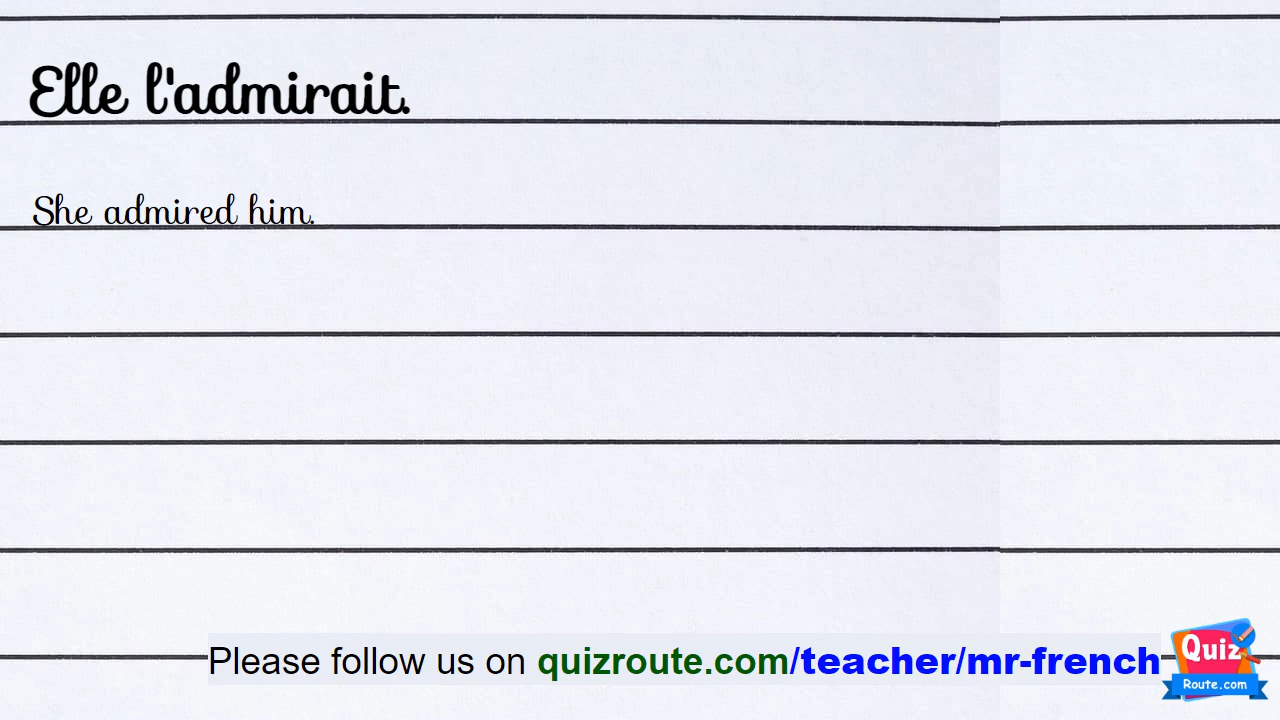 Elle l'admirait.
She admired him.
Please follow us on quizroute.com/teacher/mr-french
Quiz
Route.com